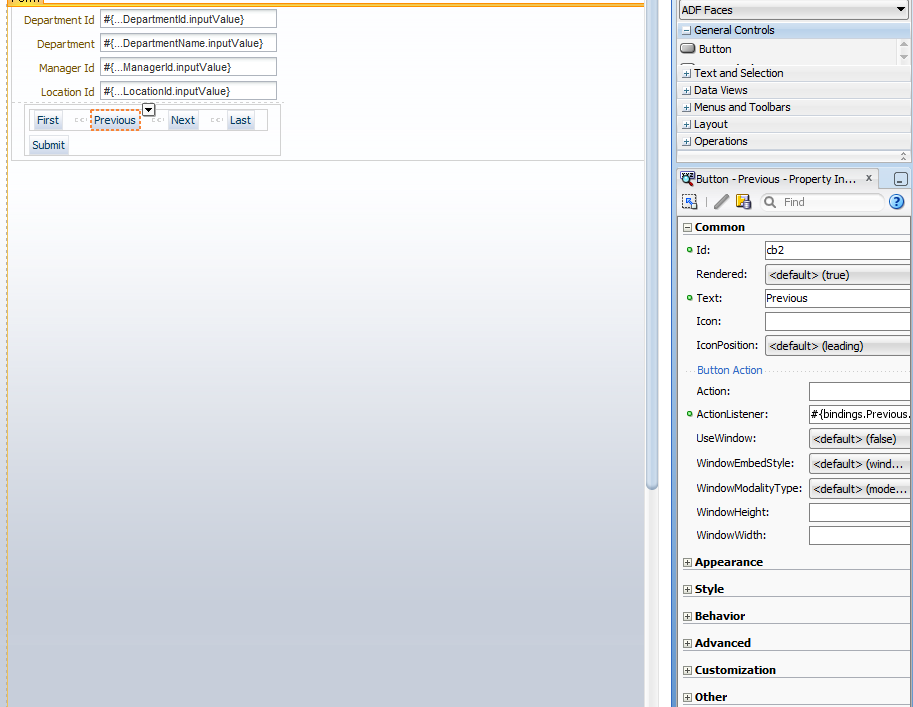 Form
Department Id #{...DepartmentId.inputValue}
Department #{...DepartmentName.inputValue}
Manager Id #{...ManagerId.inputValue}
Location Id #{...LocationId.inputValue}
First Previous Next Last
Submit
ADF Faces
General Controls
Button
Text and Selection
Data Views
Menus and Toolbars
Layout
Operations
Button - Previous - Property In... x
Find
Common
Id: cb2
Rendered: <default> (true)
Text: Previous
Icon:
IconPosition: <default> (leading)
Button Action
Action:
ActionListener: #{bindings.Previous.
UseWindow: <default> (false)
WindowEmbedStyle: <default> (wind...
WindowModalityType: <default> (mode...
WindowHeight:
WindowWidth:
Appearance
Style
Behavior
Advanced
Customization
Other